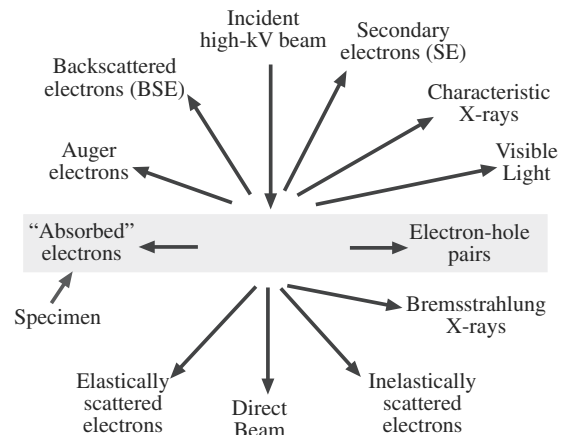 Incident
high-kV beam
Secondary
electrons (SE)
Backscattered
electrons (BSE)
Characteristic
X-rays
Auger
electrons
Visible
Light
“Absorbed”
electrons
Electron-hole
pairs
Specimen
Bremsstrahlung
X-rays
Elastically
scattered
electrons
Direct
Beam
Inelastically
scattered
electrons